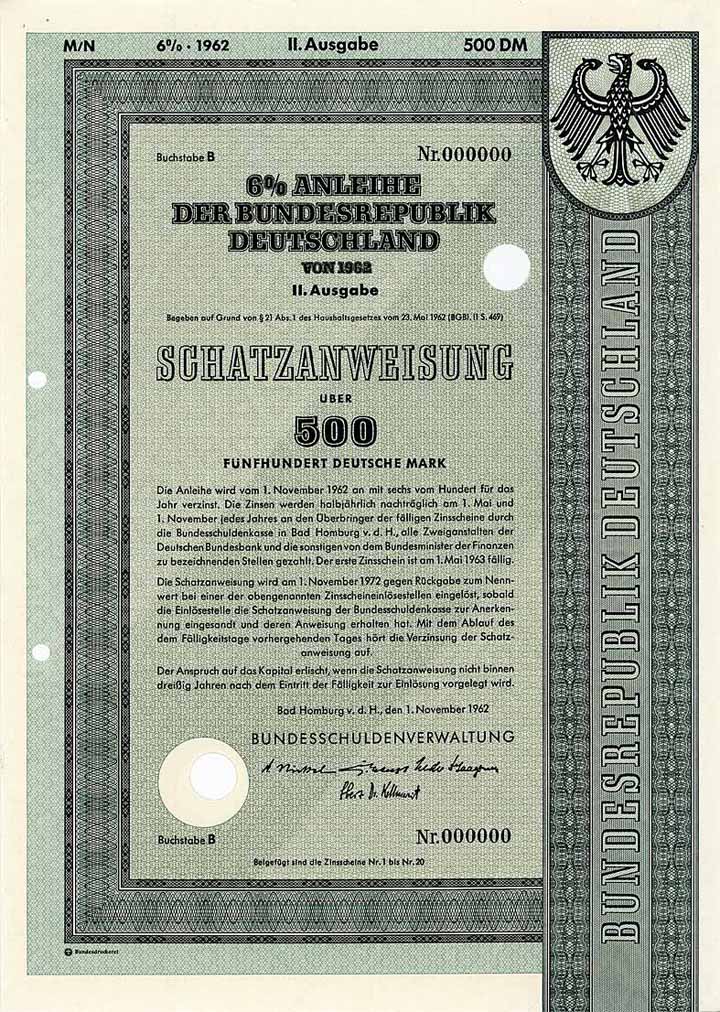 M/N 6% · 1962 II. Ausgabe 500 DM
Buchstabe B Nr. 000000
6% ANLEIHE
DER BUNDESREPUBLIK
DEUTSCHLAND
VON 1962
II. Ausgabe
Begeben auf Grund von § 21 Abs. 1 des Haushaltsgesetzes vom 23. Mai 1962 (BGBl. II S. 469)
SCHATZANWEISUNG
ÜBER
500
FÜNFHUNDERT DEUTSCHE MARK
Die Anleihe wird vom 1. November 1962 an mit sechs vom Hundert für das
Jahr verzinst. Die Zinsen werden halbjährlich nachträglich am 1. Mai und
1. November jedes Jahres an den Überbringer der fälligen Zinsscheine durch
die Bundesschuldenkasse in Bad Homburg v. d. H., alle Zweiganstalten der
Deutschen Bundesbank und die sonstigen von dem Bundesminister der Finanzen
zu bezeichnenden Stellen gezahlt. Der erste Zinsschein ist am 1. Mai 1963 fällig.
Die Schatzanweisung wird am 1. November 1972 gegen Rückgabe zum Nenn-
wert bei einer der obengenannten Zinsscheineinlösestellen eingelöst, sobald
die Einlösestelle die Schatzanweisung der Bundesschuldenkasse zur Anerken-
nung eingesandt und deren Anweisung erhalten hat. Mit dem Ablauf des
dem Fälligkeitstage vorhergehenden Tages hört die Verzinsung der Schatz-
anweisung auf.
Der Anspruch auf das Kapital erlischt, wenn die Schatzanweisung nicht binnen
dreißig Jahren nach dem Eintritt der Fälligkeit zur Einlösung vorgelegt wird.
Bad Homburg v. d. H., den 1. November 1962
BUNDESSCHULDENVERWALTUNG
Buchstabe B Nr. 000000
Beigefügt sind die Zinsscheine Nr. 1 bis Nr. 20
Bundesdruckerei
BUNDESREPUBLIK DEUTSCHLAND